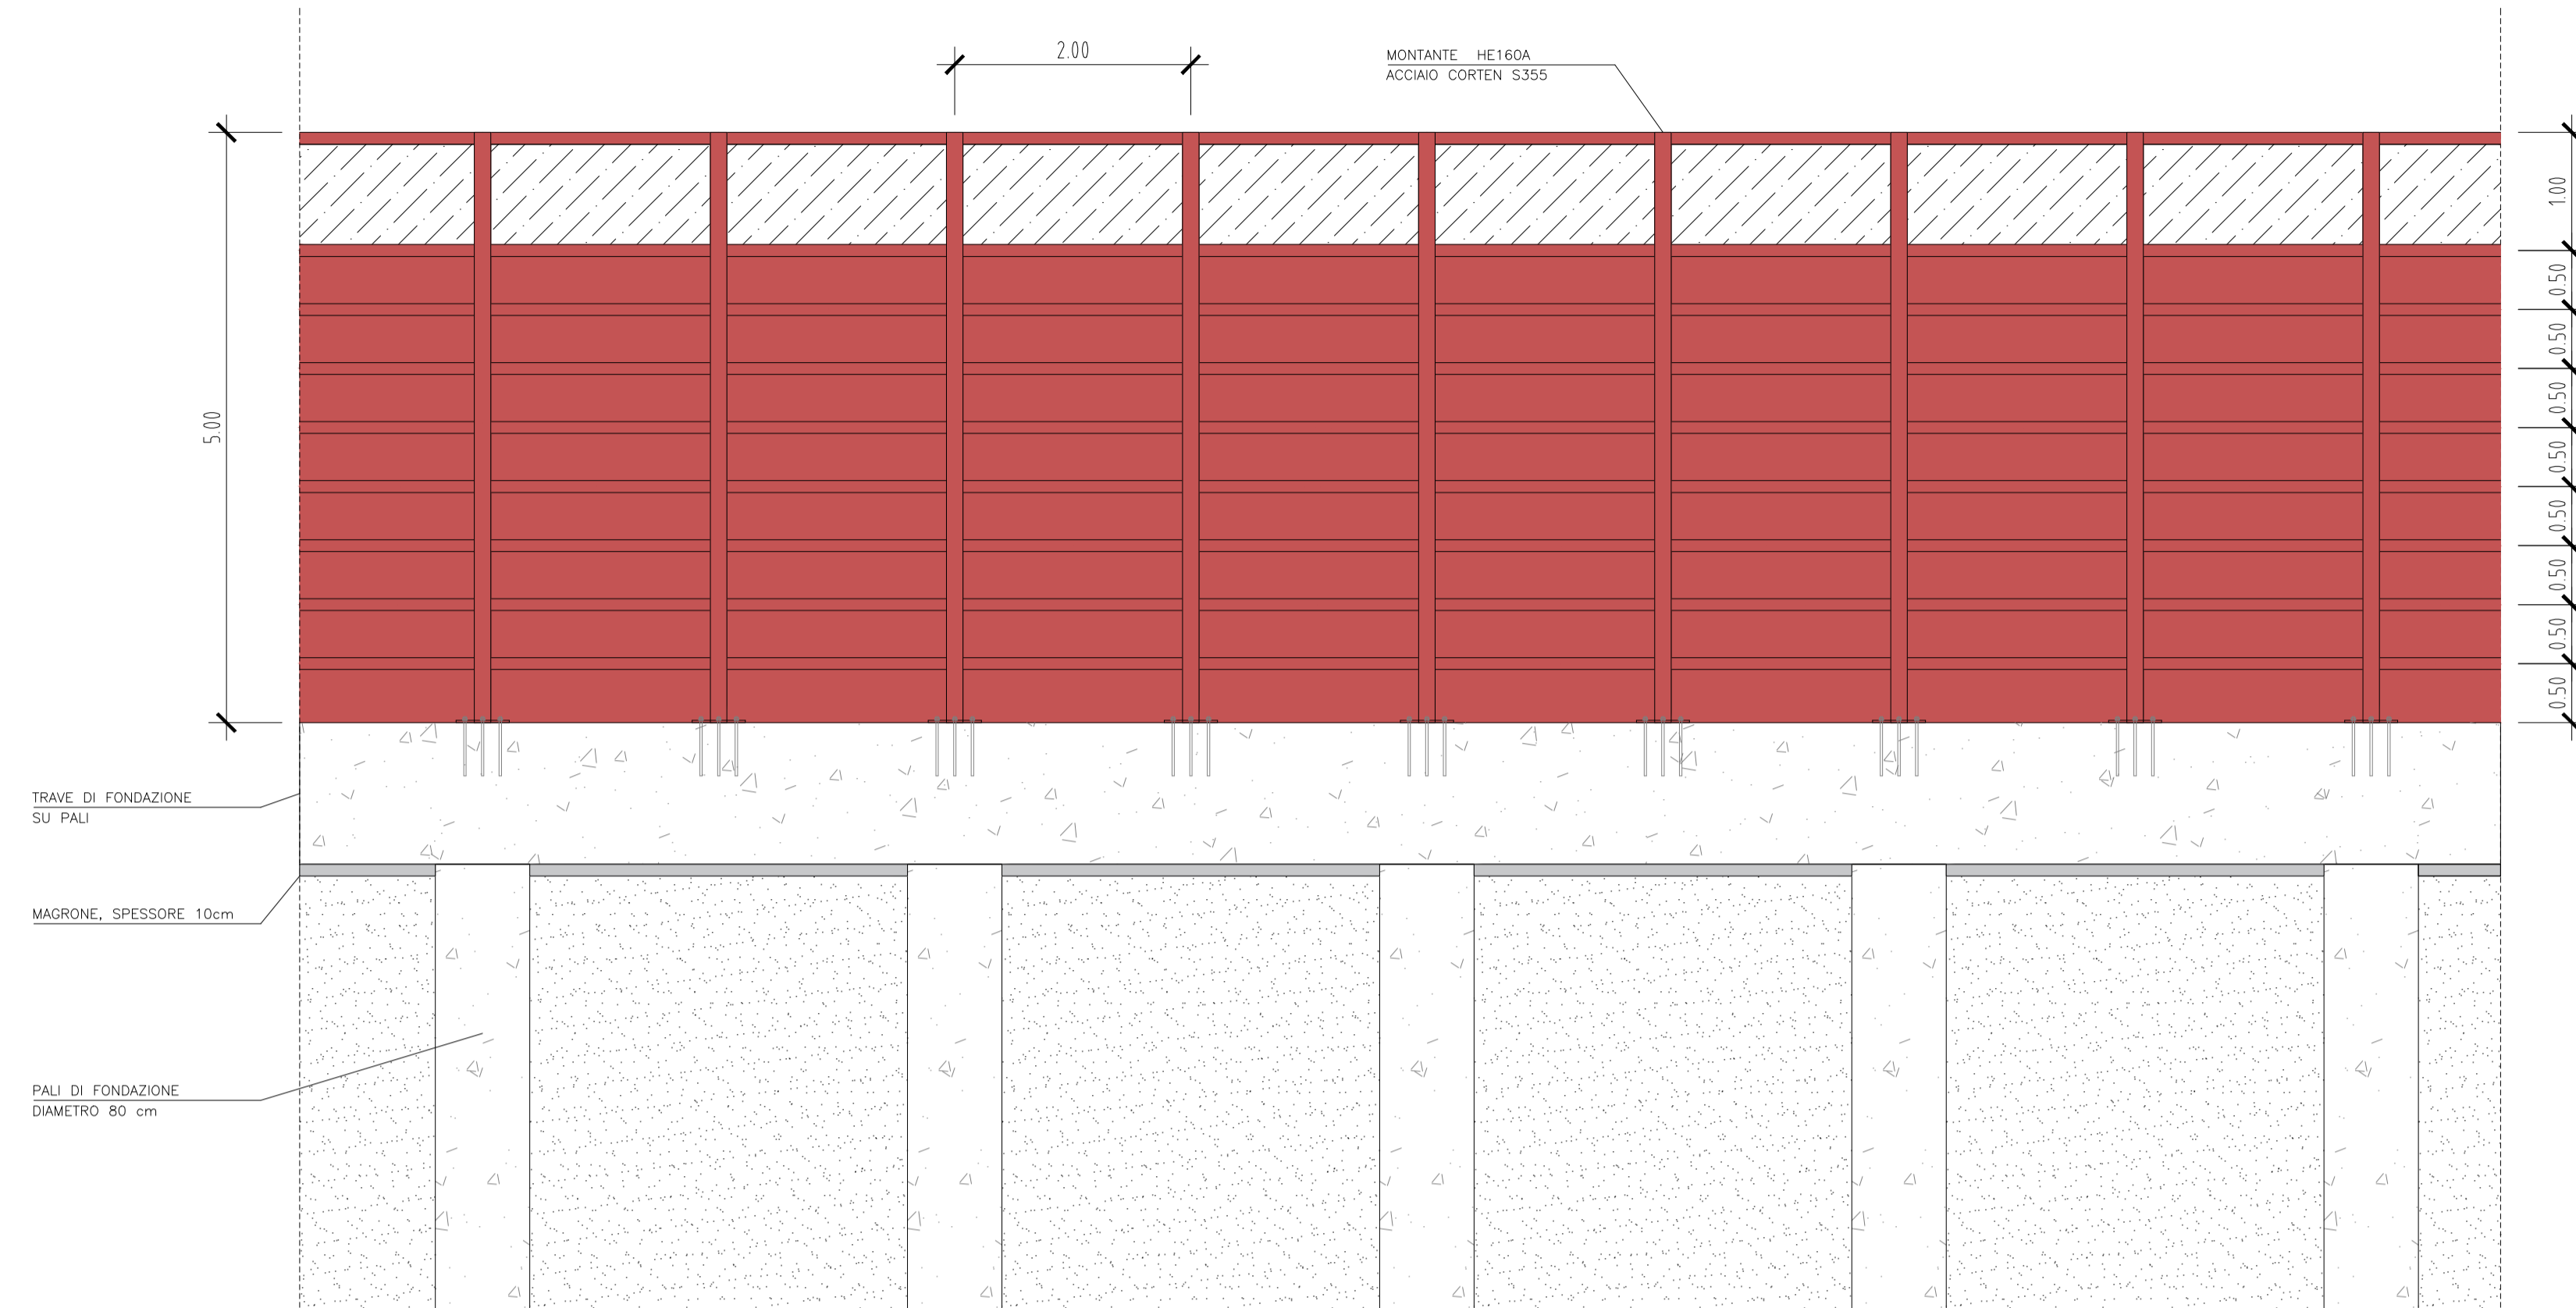 2.00
MONTANTE HE160A
ACCIAIO CORTEN S355
5.00
1.00
0.50
0.50
0.50
0.50
0.50
0.50
0.50
0.50
TRAVE DI FONDAZIONE
SU PALI
MAGRONE, SPESSORE 10cm
PALI DI FONDAZIONE
DIAMETRO 80 cm